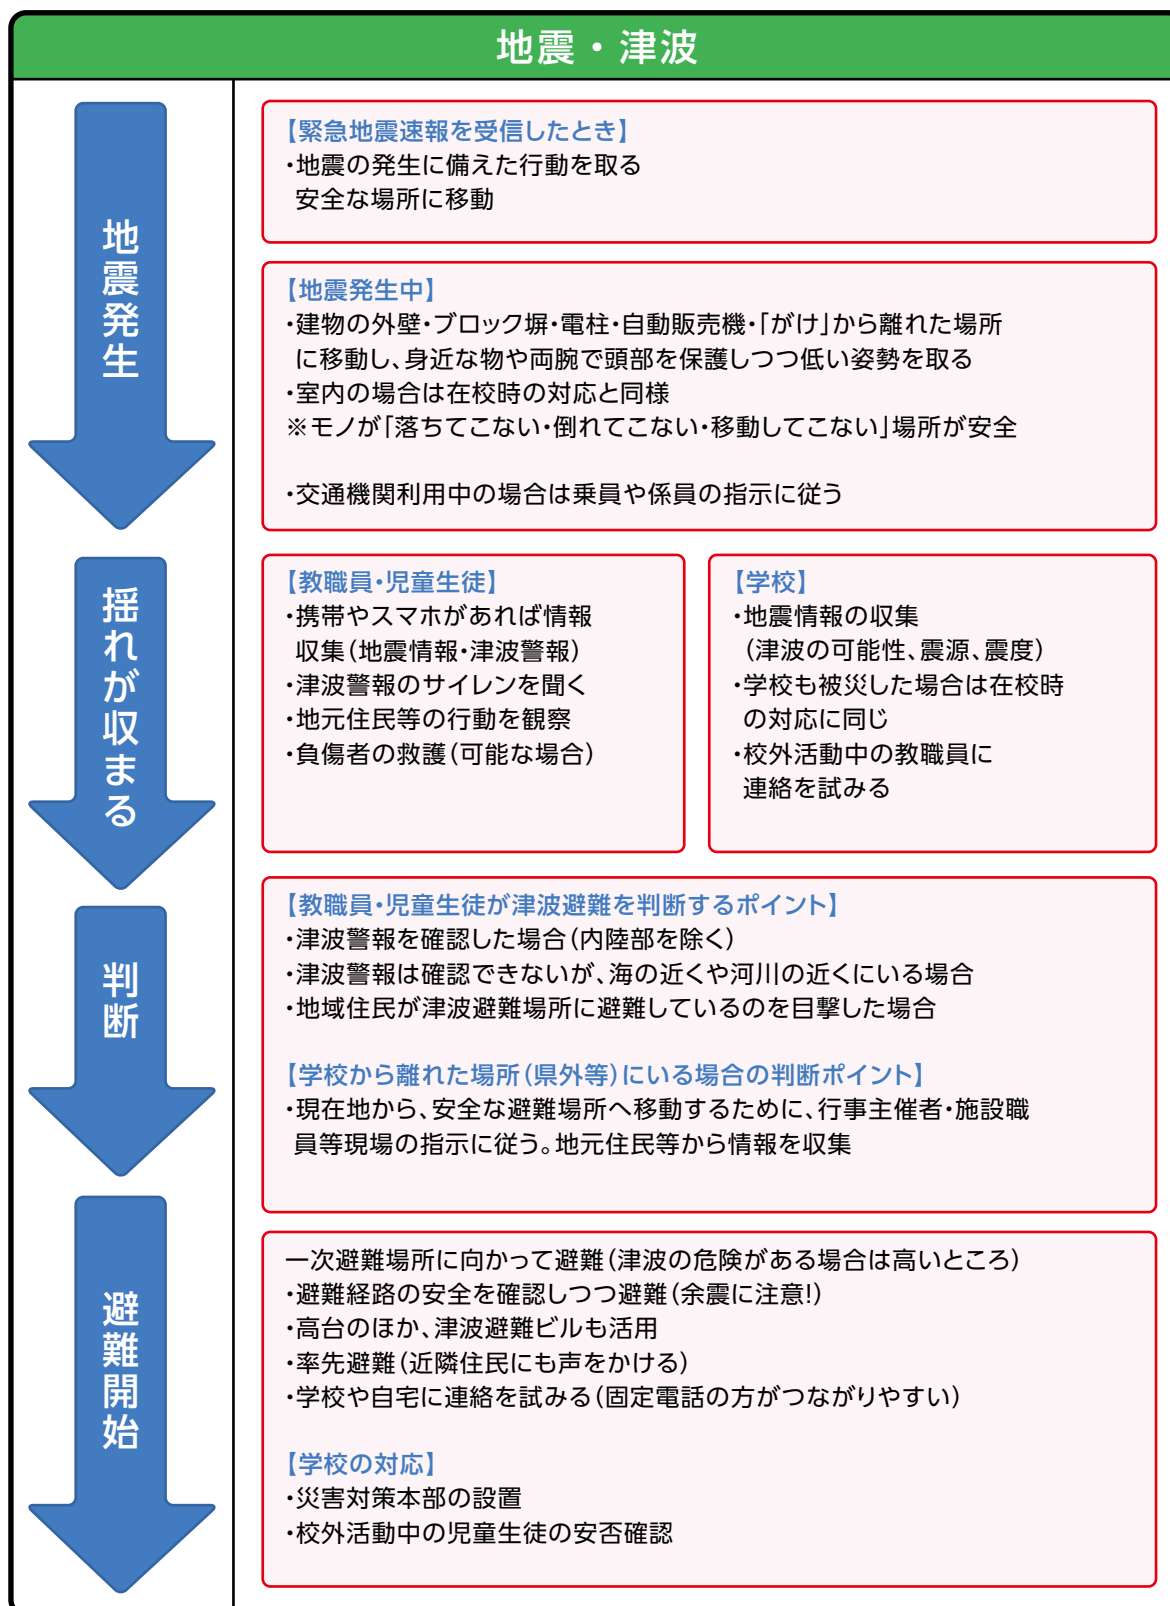 地震・津波
地震発生
【緊急地震速報を受信したとき】
・地震の発生に備えた行動を取る
安全な場所に移動
【地震発生中】
・建物の外壁・ブロック塀・電柱・自動販売機・「がけ」から離れた場所
に移動し、身近な物や両腕で頭部を保護しつつ低い姿勢を取る
・室内の場合は在校時の対応と同様
※モノが「落ちてこない・倒れてこない・移動してこない」場所が安全
・交通機関利用中の場合は乗員や係員の指示に従う
揺れが収まる
【教職員・児童生徒】
・携帯やスマホがあれば情報
収集（地震情報・津波警報）
・津波警報のサイレンを聞く
・地元住民等の行動を観察
・負傷者の救護（可能な場合）
【学校】
・地震情報の収集
（津波の可能性、震源、震度）
・学校も被災した場合は在校時
の対応に同じ
・校外活動中の教職員に
連絡を試みる
判断
【教職員・児童生徒が津波避難を判断するポイント】
・津波警報を確認した場合（内陸部を除く）
・津波警報は確認できないが、海の近くや河川の近くにいる場合
・地域住民が津波避難場所に避難しているのを目撃した場合
【学校から離れた場所（県外等）にいる場合の判断ポイント】
・現在地から、安全な避難場所へ移動するために、行事主催者・施設職
員等現場の指示に従う。地元住民等から情報を収集
避難開始
一次避難場所に向かって避難（津波の危険がある場合は高いところ）
・避難経路の安全を確認しつつ避難（余震に注意!）
・高台のほか、津波避難ビルも活用
・率先避難（近隣住民にも声をかける）
・学校や自宅に連絡を試みる（固定電話の方がつながりやすい）
【学校の対応】
・災害対策本部の設置
・校外活動中の児童生徒の安否確認